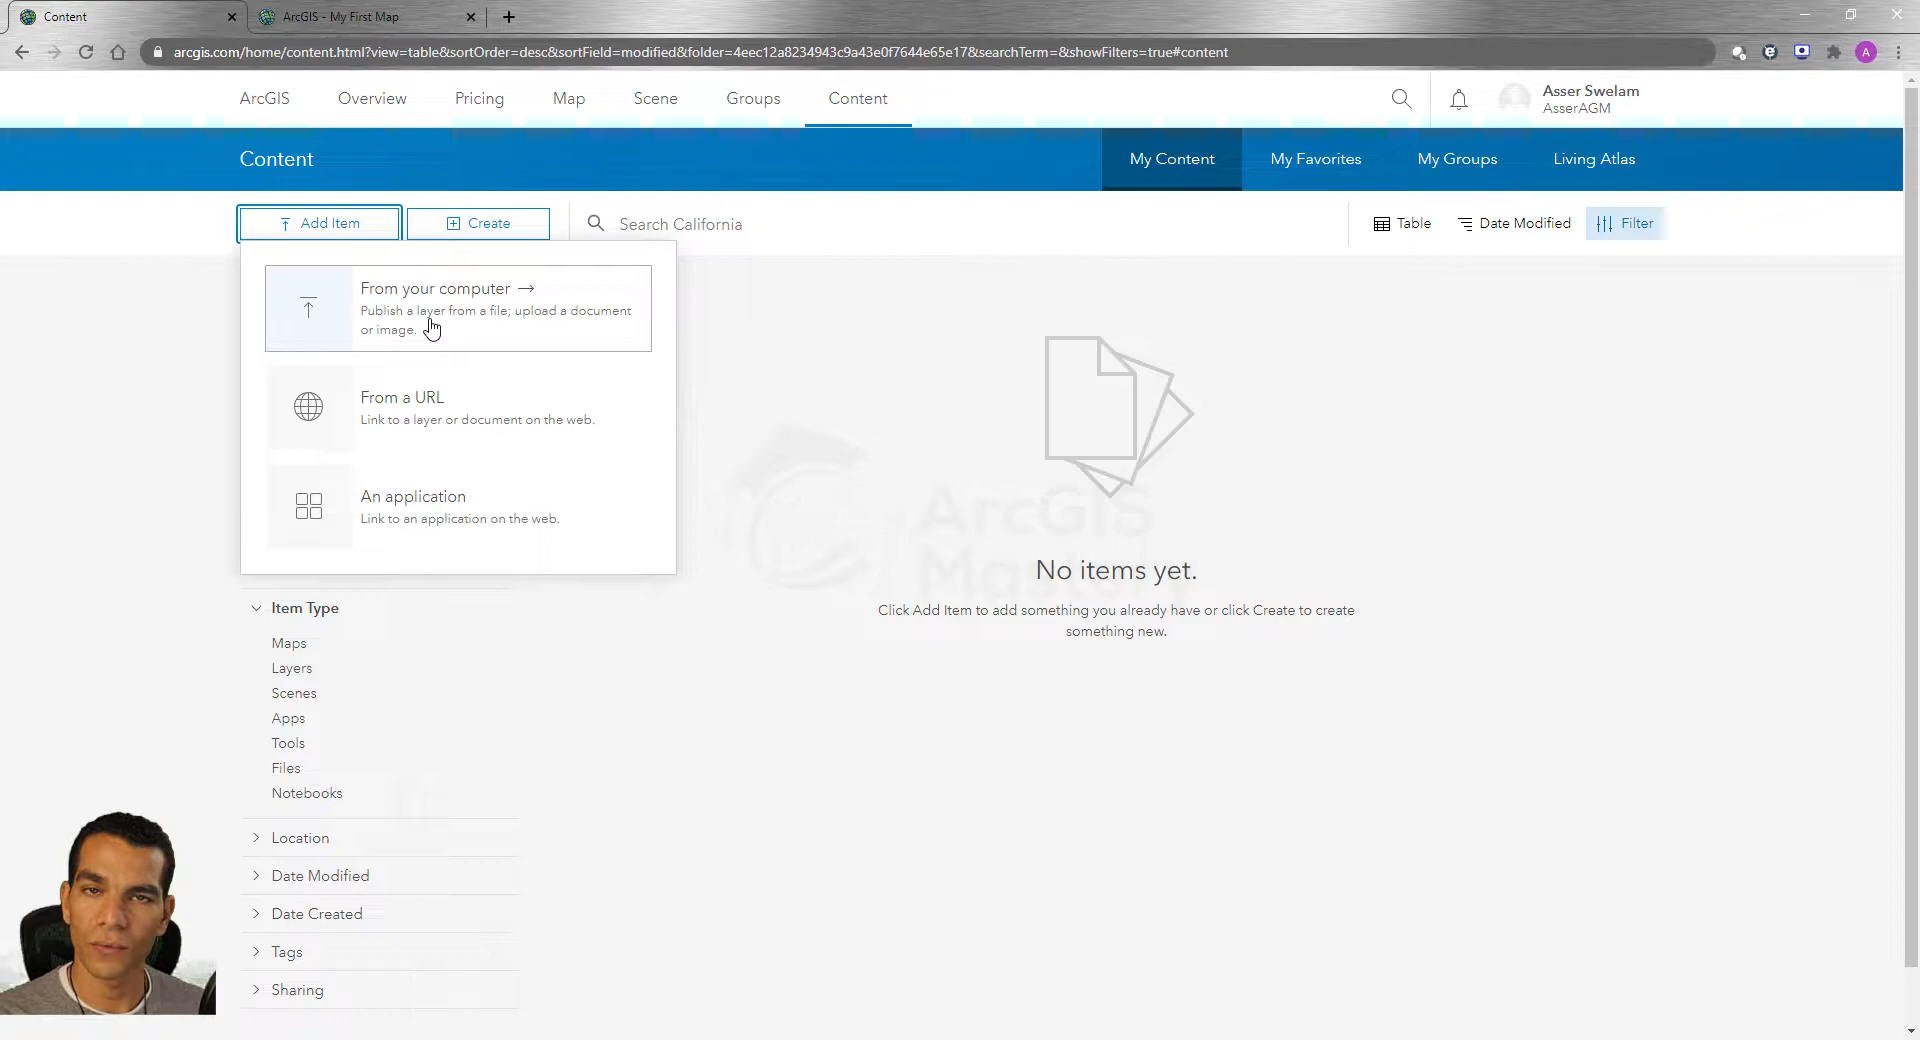 Content
ArcGIS - My First Map
arcgis.com/home/content.html?view=table&sortOrder=desc&sortField=modified&folder=4eec12a8234943c9a43e0f7644e65e17&searchTerm=&showFilters=true#content
A
ArcGIS Overview Pricing Map Scene Groups Content
Asser Swelam
AsserAGM
Content
My Content My Favorites My Groups Living Atlas
Add Item
Create
Search California
Table
Date Modified
Filter
From your computer →
Publish a layer from a file; upload a document
or image.
From a URL
Link to a layer or document on the web.
An application
Link to an application on the web.
ArcGIS
Mastery
No items yet.
Click Add Item to add something you already have or click Create to create
something new.
Item Type
Maps
Layers
Scenes
Apps
Tools
Files
Notebooks
Location
Date Modified
Date Created
Tags
Sharing